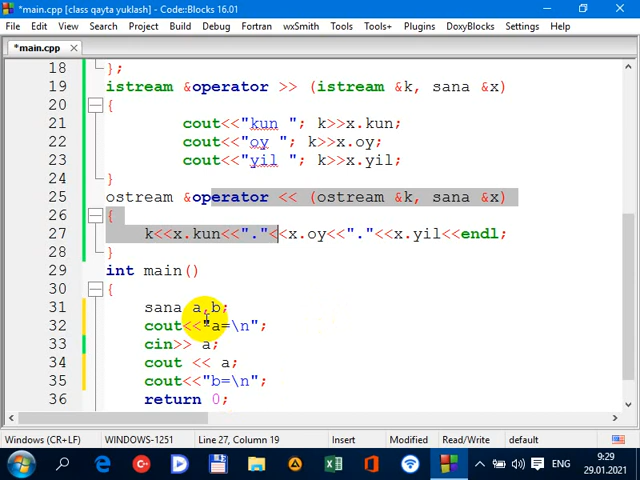 *main.cpp [class qayta yuklash] - Code::Blocks 16.01
File Edit View Search Project Build Debug Fortran wxSmith Tools Tools+ Plugins DoxyBlocks Settings Help
*main.cpp
18 };
19 istream &operator >> (istream &k, sana &x)
20 {
21 cout<<"kun "; k>>x.kun;
22 cout<<"oy "; k>>x.oy;
23 cout<<"yil "; k>>x.yil;
24 }
25 ostream &operator << (ostream &k, sana &x)
26 {
27 k<<x.kun<<"."<<x.oy<<"."<<x.yil<<endl;
28 }
29 int main()
30 {
31 sana a,b;
32 cout<<"a=\n";
33 cin>> a;
34 cout << a;
35 cout<<"b=\n";
36 return 0;
Windows (CR+LF) WINDOWS-1251 Line 27, Column 19 Insert Modified Read/Write default
ENG 9:29
29.01.2021